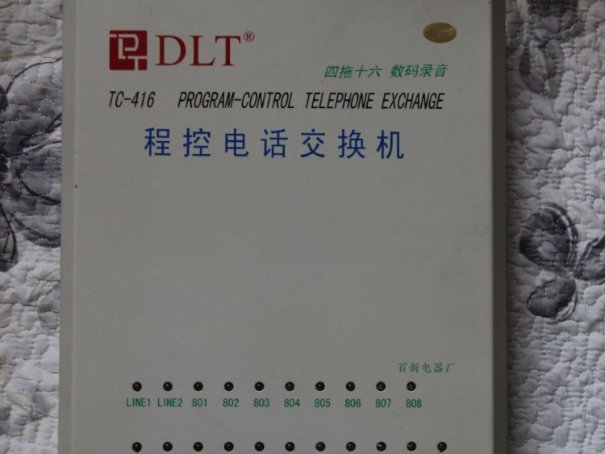 DLT®
四拖十六 数码录音
TC-416 PROGRAM-CONTROL TELEPHONE EXCHANGE
程控电话交换机
百新电器厂
LINE1 LINE2 801 802 803 804 805 806 807 808